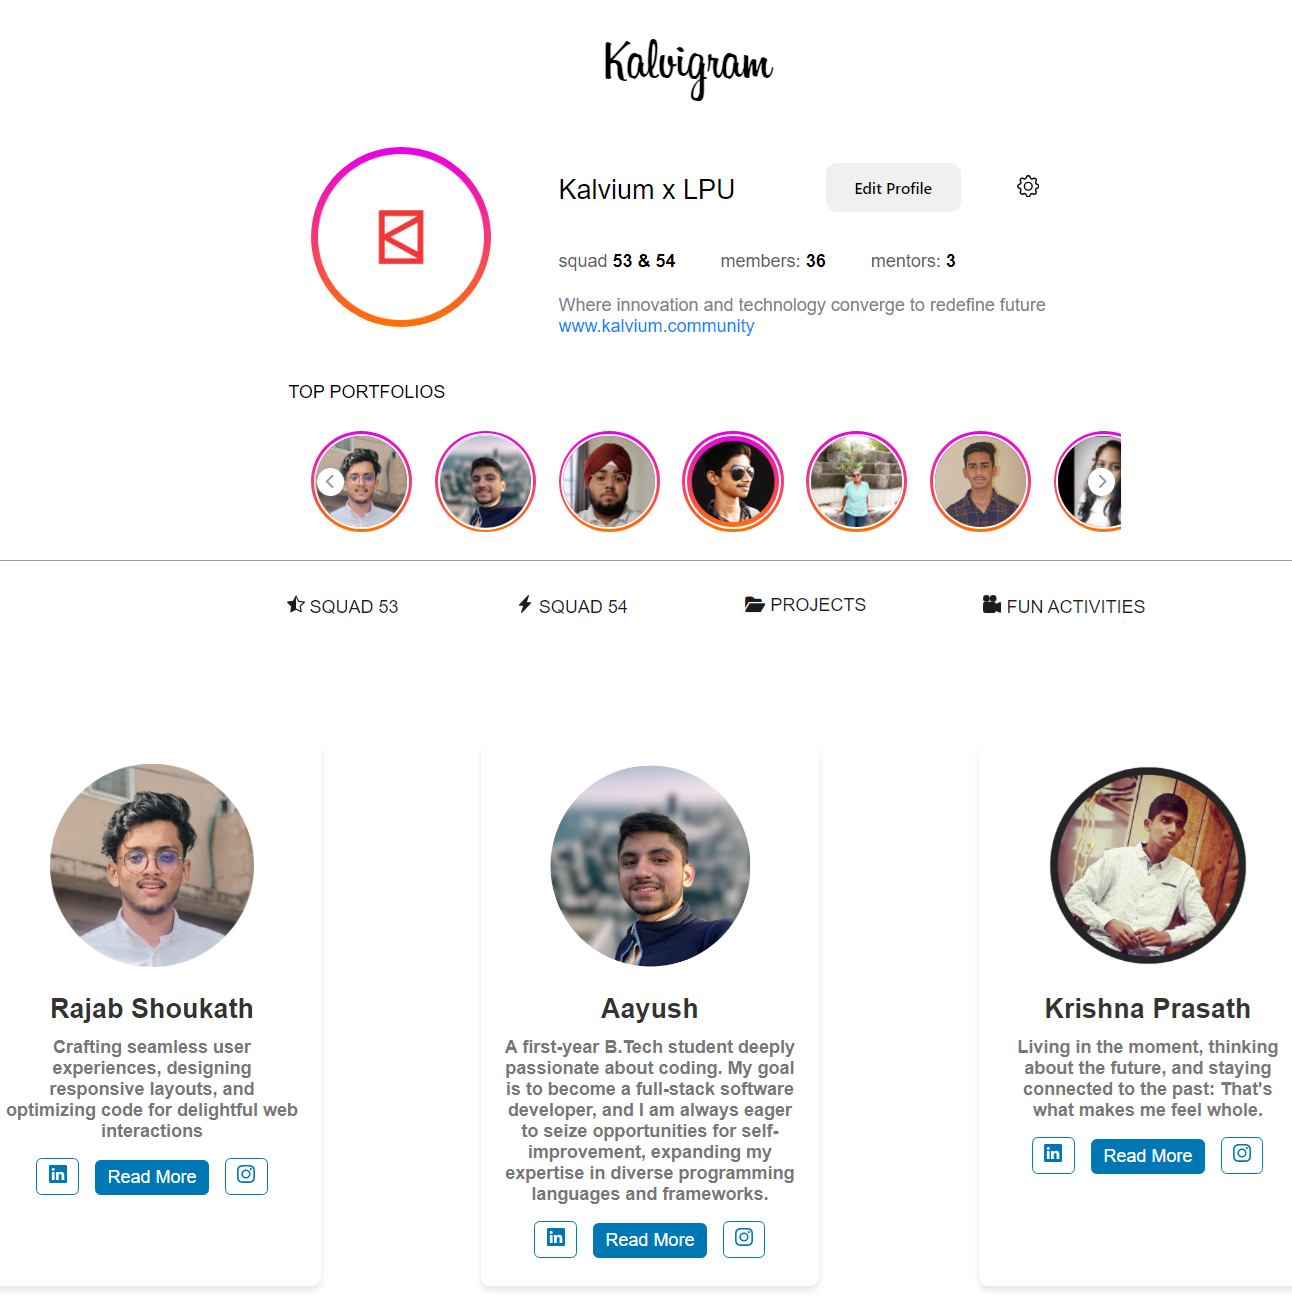 Kalvigram
Kalvium x LPU
Edit Profile
squad 53 & 54 members: 36 mentors: 3
Where innovation and technology converge to redefine future
www.kalvium.community
TOP PORTFOLIOS
SQUAD 53
SQUAD 54
PROJECTS
FUN ACTIVITIES
Rajab Shoukath
Crafting seamless user
experiences, designing
responsive layouts, and
optimizing code for delightful web
interactions
Read More
Aayush
A first-year B.Tech student deeply
passionate about coding. My goal
is to become a full-stack software
developer, and I am always eager
to seize opportunities for self-
improvement, expanding my
expertise in diverse programming
languages and frameworks.
Read More
Krishna Prasath
Living in the moment, thinking
about the future, and staying
connected to the past: That's
what makes me feel whole.
Read More